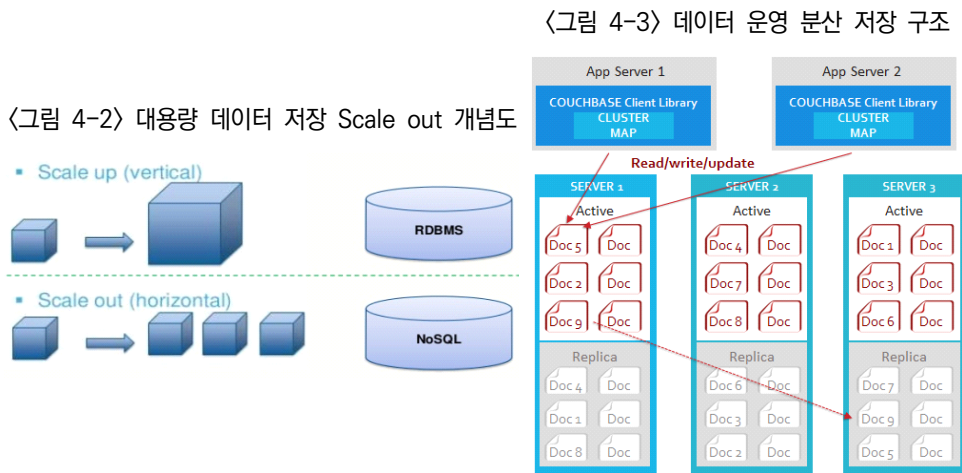 〈그림 4-3〉 데이터 운영 분산 저장 구조
〈그림 4-2〉 대용량 데이터 저장 Scale out 개념도
▪ Scale up (vertical)
RDBMS
▪ Scale out (horizontal)
NoSQL
App Server 1
App Server 2
COUCHBASE Client Library
CLUSTER
MAP
COUCHBASE Client Library
CLUSTER
MAP
Read/write/update
SERVER 1
Active
Doc 5 Doc
Doc 2 Doc
Doc 9 Doc
Replica
Doc 4 Doc
Doc 1 Doc
Doc 8 Doc
SERVER 2
Active
Doc 4 Doc
Doc 7 Doc
Doc 8 Doc
Replica
Doc 6 Doc
Doc 3 Doc
Doc 2 Doc
SERVER 3
Active
Doc 1 Doc
Doc 3 Doc
Doc 6 Doc
Replica
Doc 7 Doc
Doc 9 Doc
Doc 5 Doc